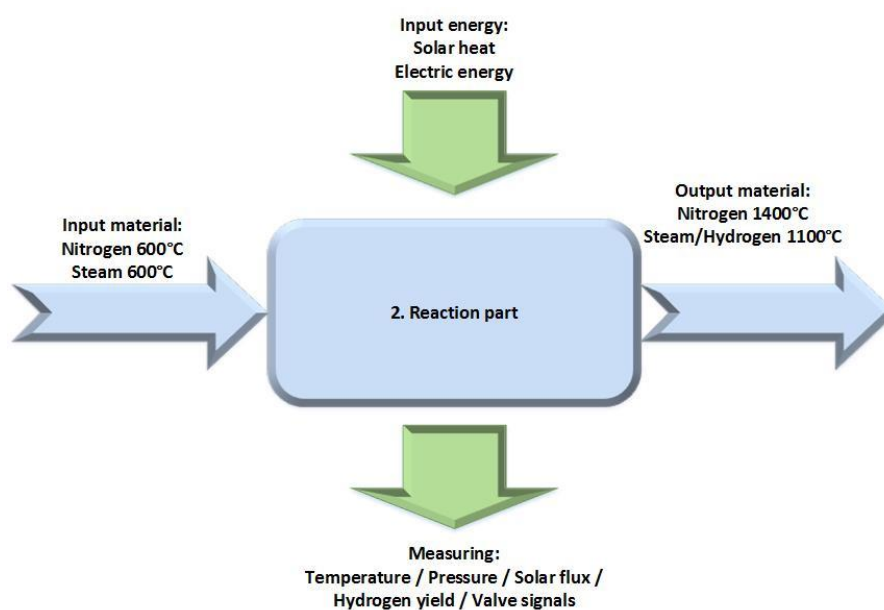 Input energy:
Solar heat
Electric energy
Input material:
Nitrogen 600°C
Steam 600°C
Output material:
Nitrogen 1400°C
Steam/Hydrogen 1100°C
2. Reaction part
Measuring:
Temperature / Pressure / Solar flux /
Hydrogen yield / Valve signals